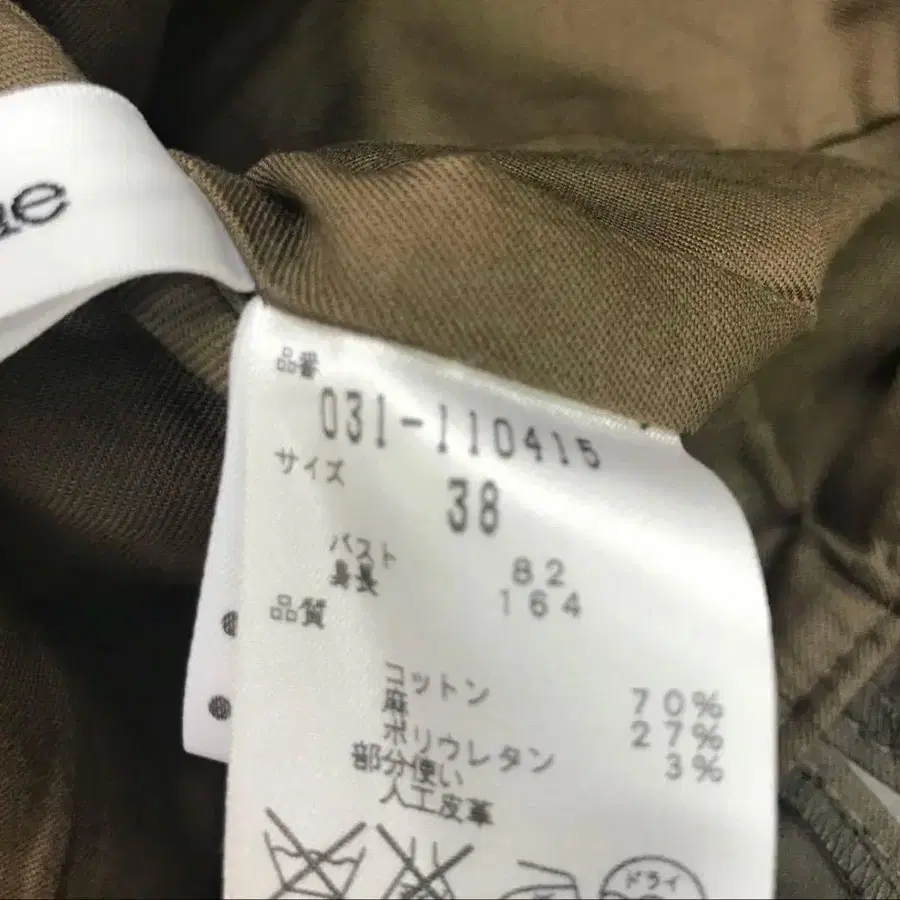 品番
031-110415
サイズ
38
バスト 82
身長 164
品質
コットン 70%
麻 27%
ポリウレタン 3%
部分使い
人工皮革
ドライ